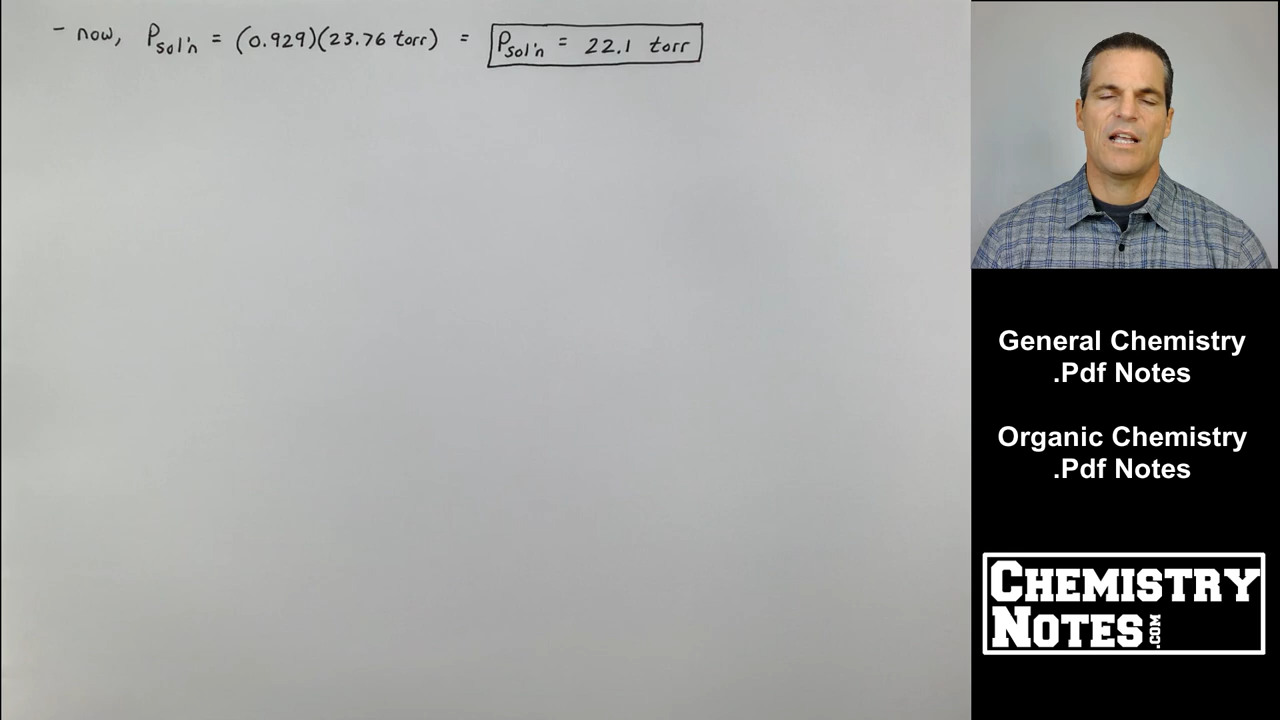 - now, Psol'n = (0.929)(23.76 torr) = Psol'n = 22.1 torr
General Chemistry
.Pdf Notes
Organic Chemistry
.Pdf Notes
CHEMISTRY
NOTES.COM